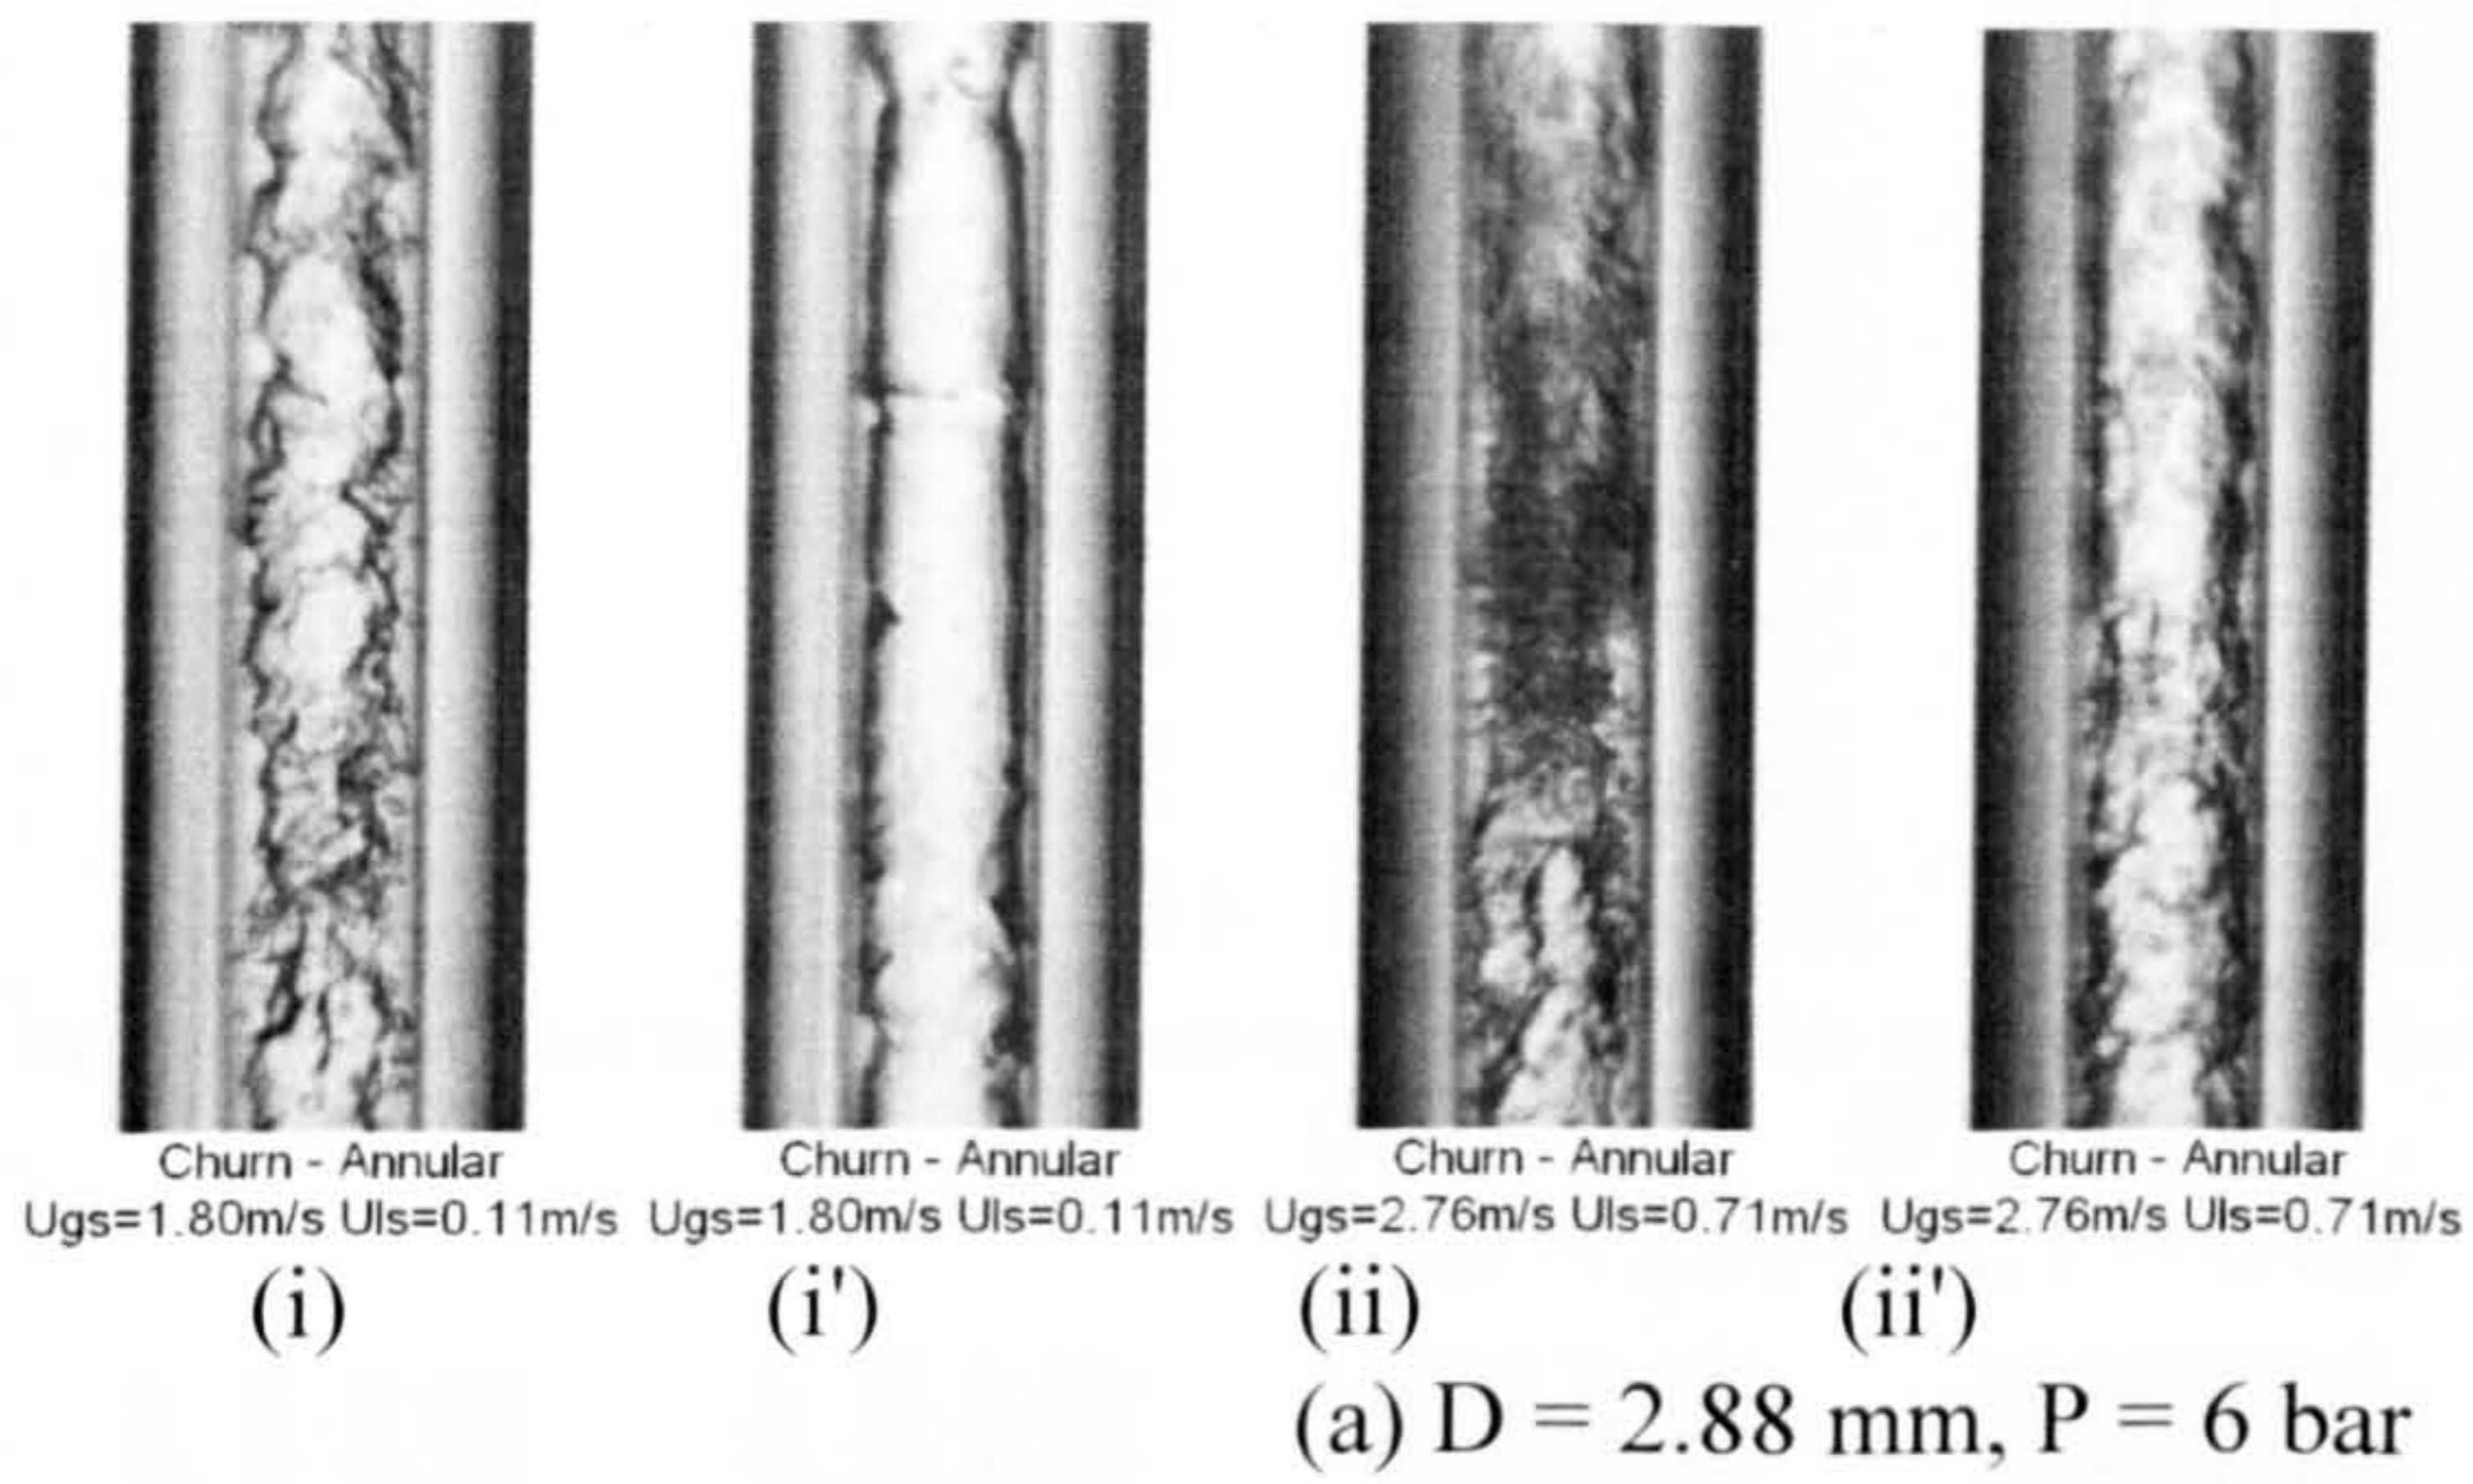 Churn - Annular Churn - Annular Churn - Annular Churn - Annular
Ugs=1.80m/s Uls=0.11m/s Ugs=1.80m/s Uls=0.11m/s Ugs=2.76m/s Uls=0.71m/s Ugs=2.76m/s Uls=0.71m/s
(i) (i') (ii) (ii')
(a) D = 2.88 mm, P = 6 bar